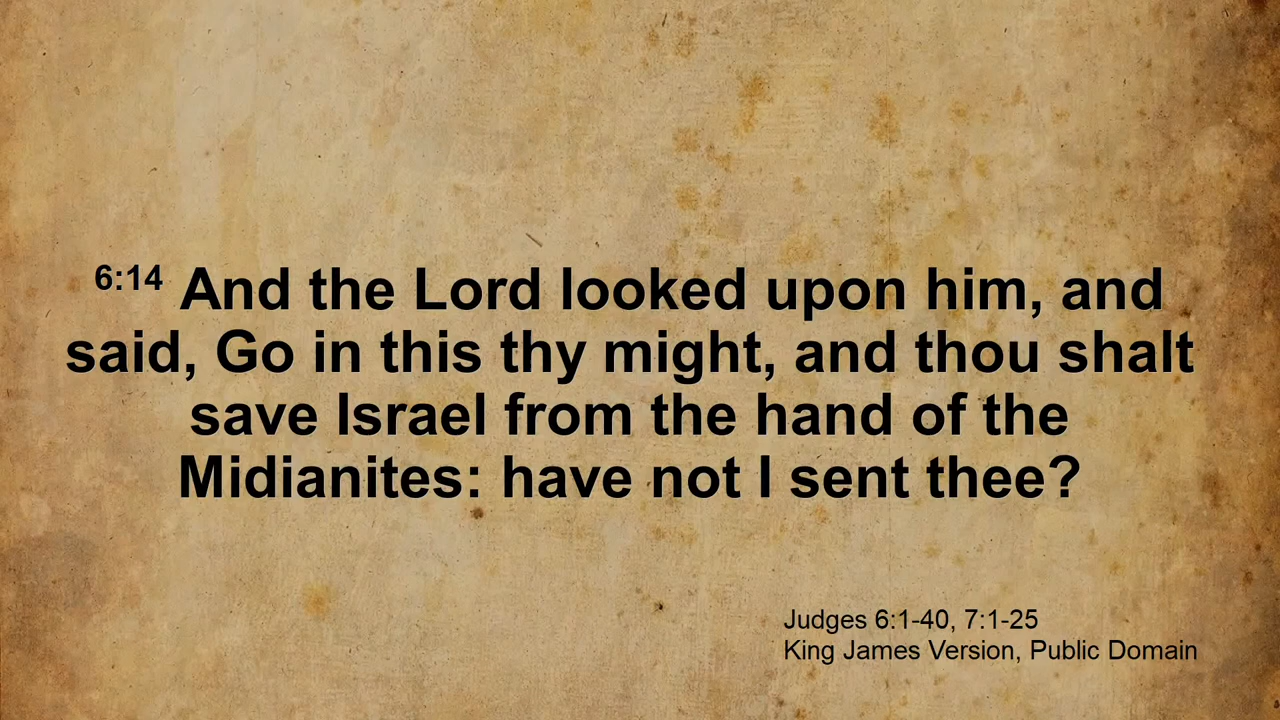 6:14 And the Lord looked upon him, and
said, Go in this thy might, and thou shalt
save Israel from the hand of the
Midianites: have not I sent thee?
Judges 6:1-40, 7:1-25
King James Version, Public Domain